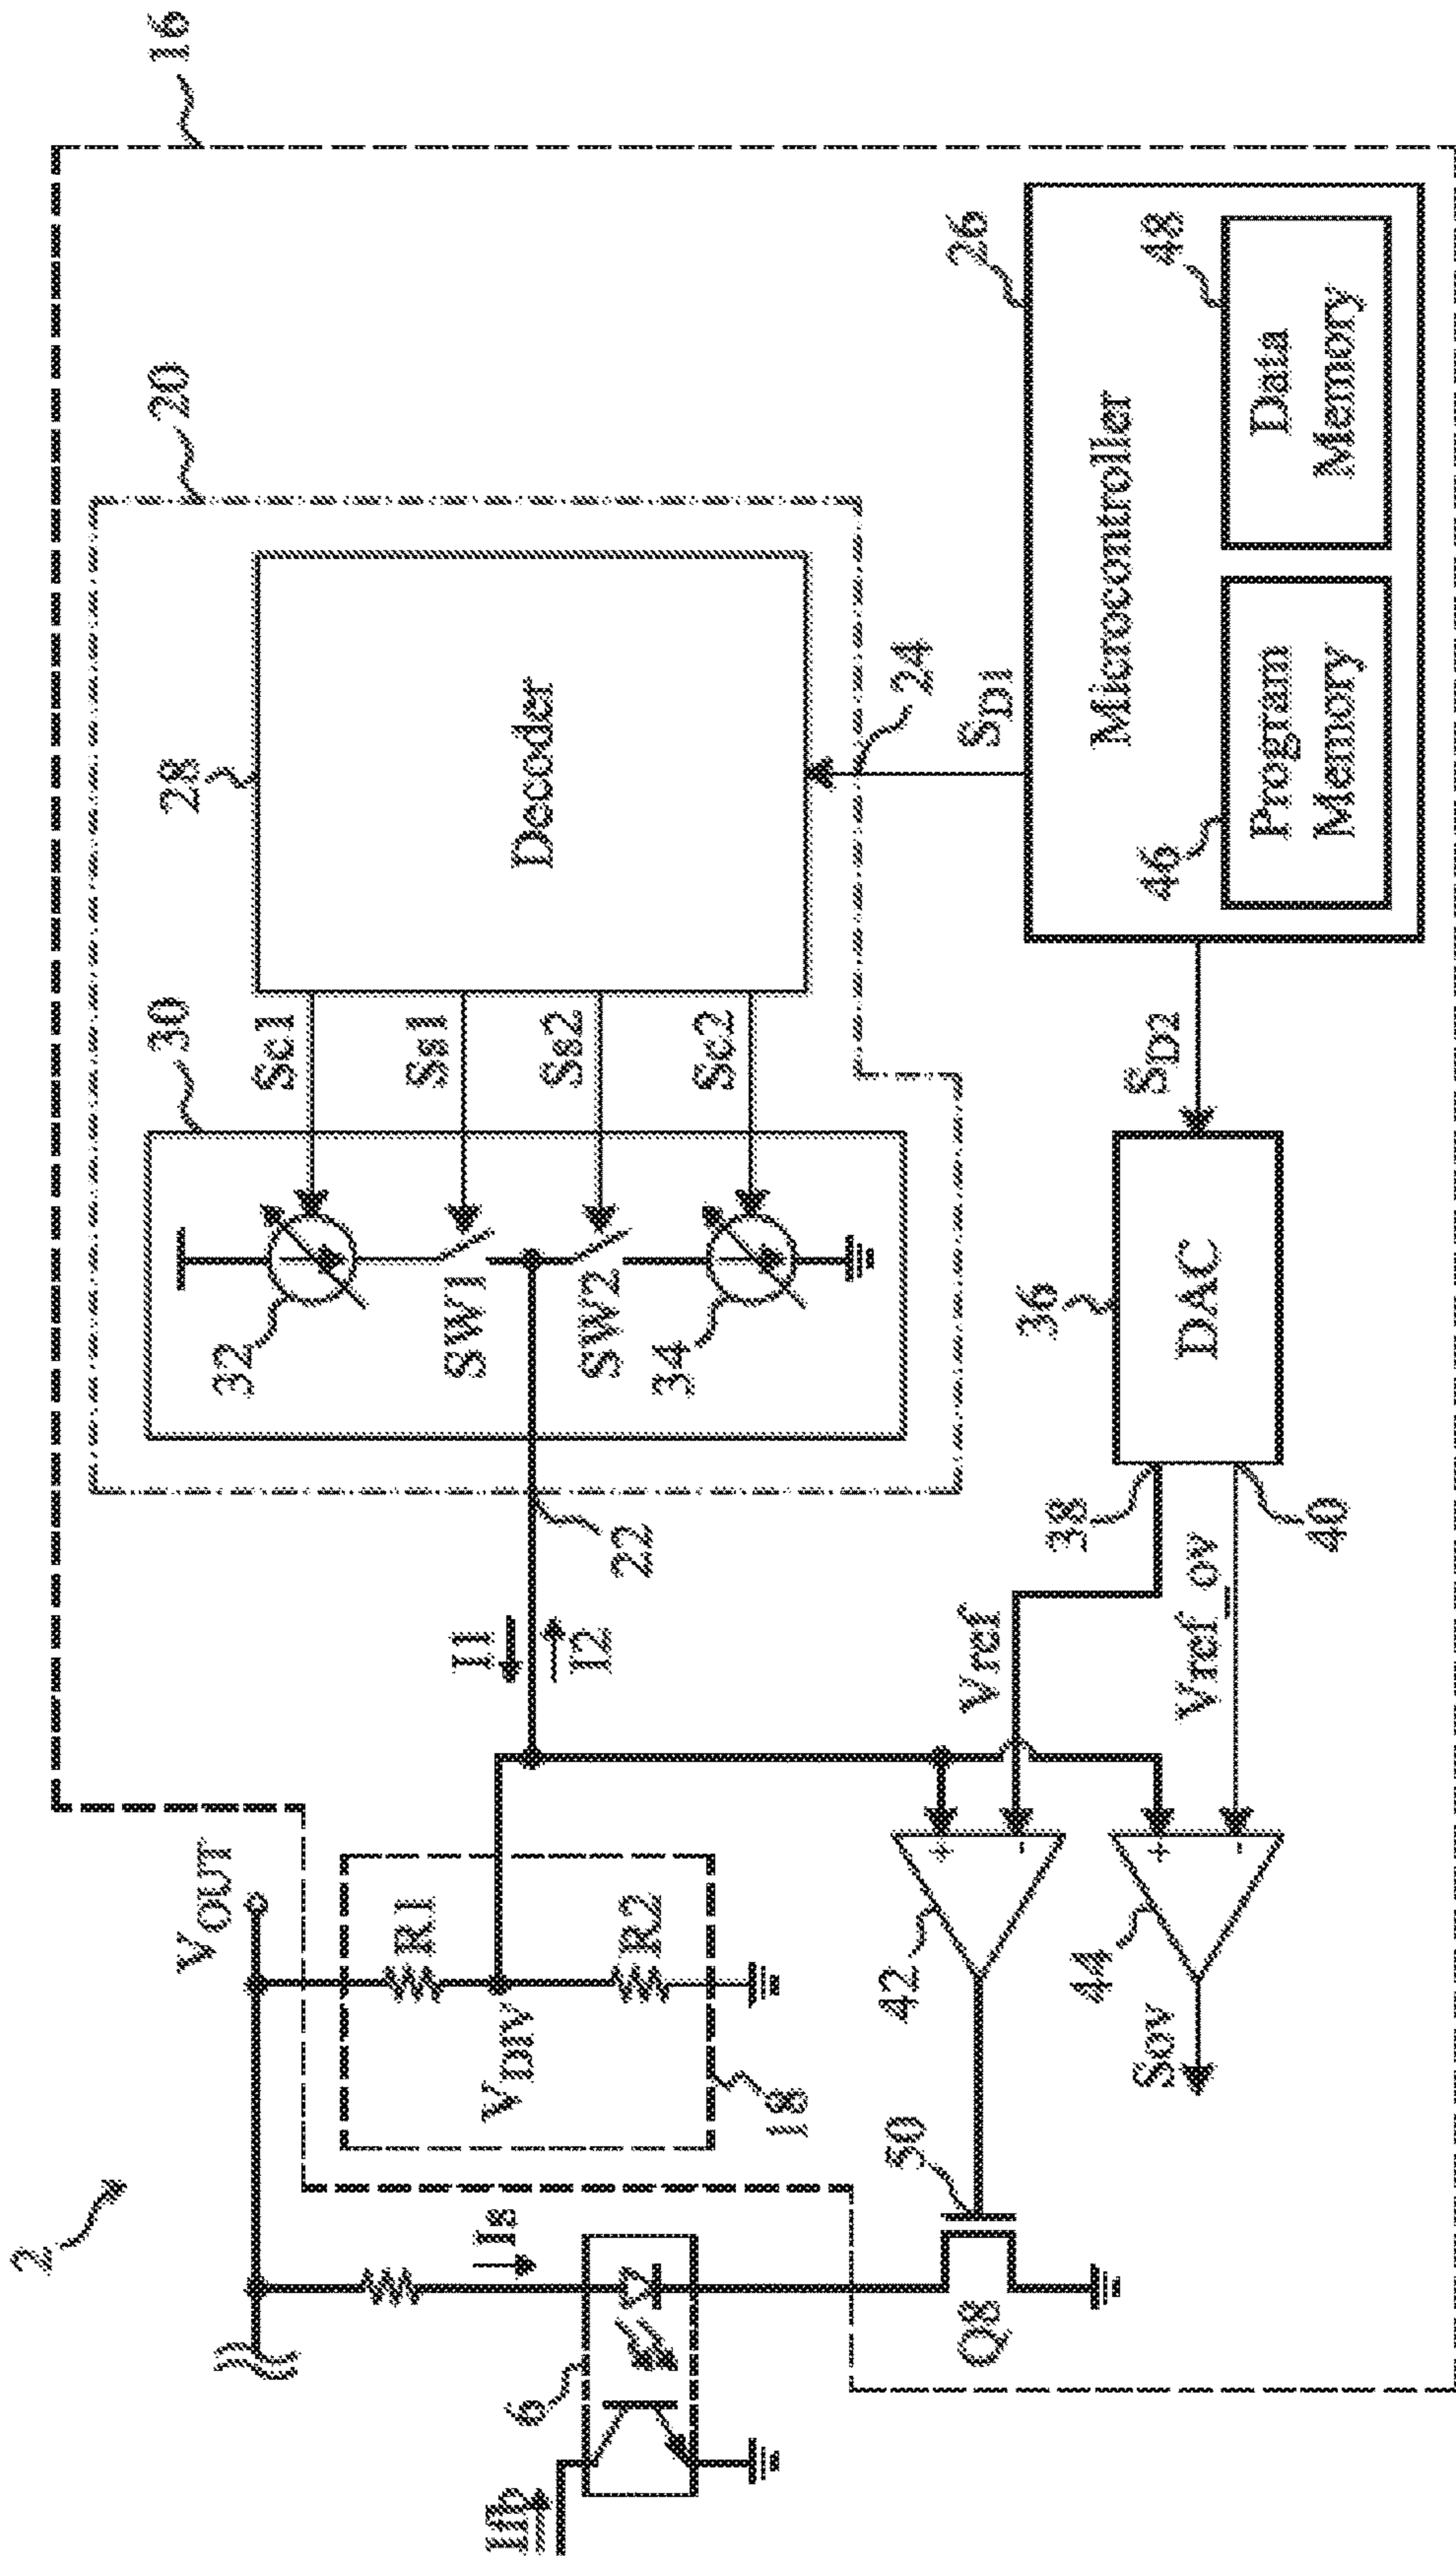 2
16
20
28
30
Decoder
Sc1
Ss1
Ss2
Sc2
32
SW1
SW2
34
22
24
I1
I2
VOUT
R1
VDIV
R2
18
Is
6
Ifb
SD1
26
Microcontroller
46
Program
Memory
48
Data
Memory
SD2
36
DAC
38
40
Vref
Vref_ov
42
+
-
44
+
-
Sov
50
Q8